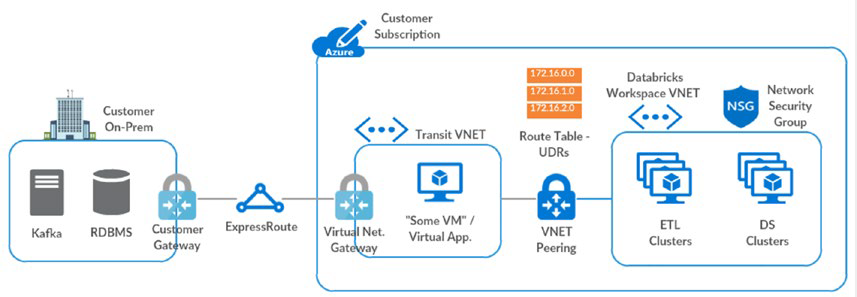 Customer
Subscription
Azure
Customer
On-Prem
Kafka
RDBMS
Customer
Gateway
ExpressRoute
Virtual Net.
Gateway
Transit VNET
"Some VM" /
Virtual App.
172.16.0.0
172.16.1.0
172.16.2.0
Route Table -
UDRs
VNET
Peering
Databricks
Workspace VNET
NSG
Network
Security
Group
ETL
Clusters
DS
Clusters